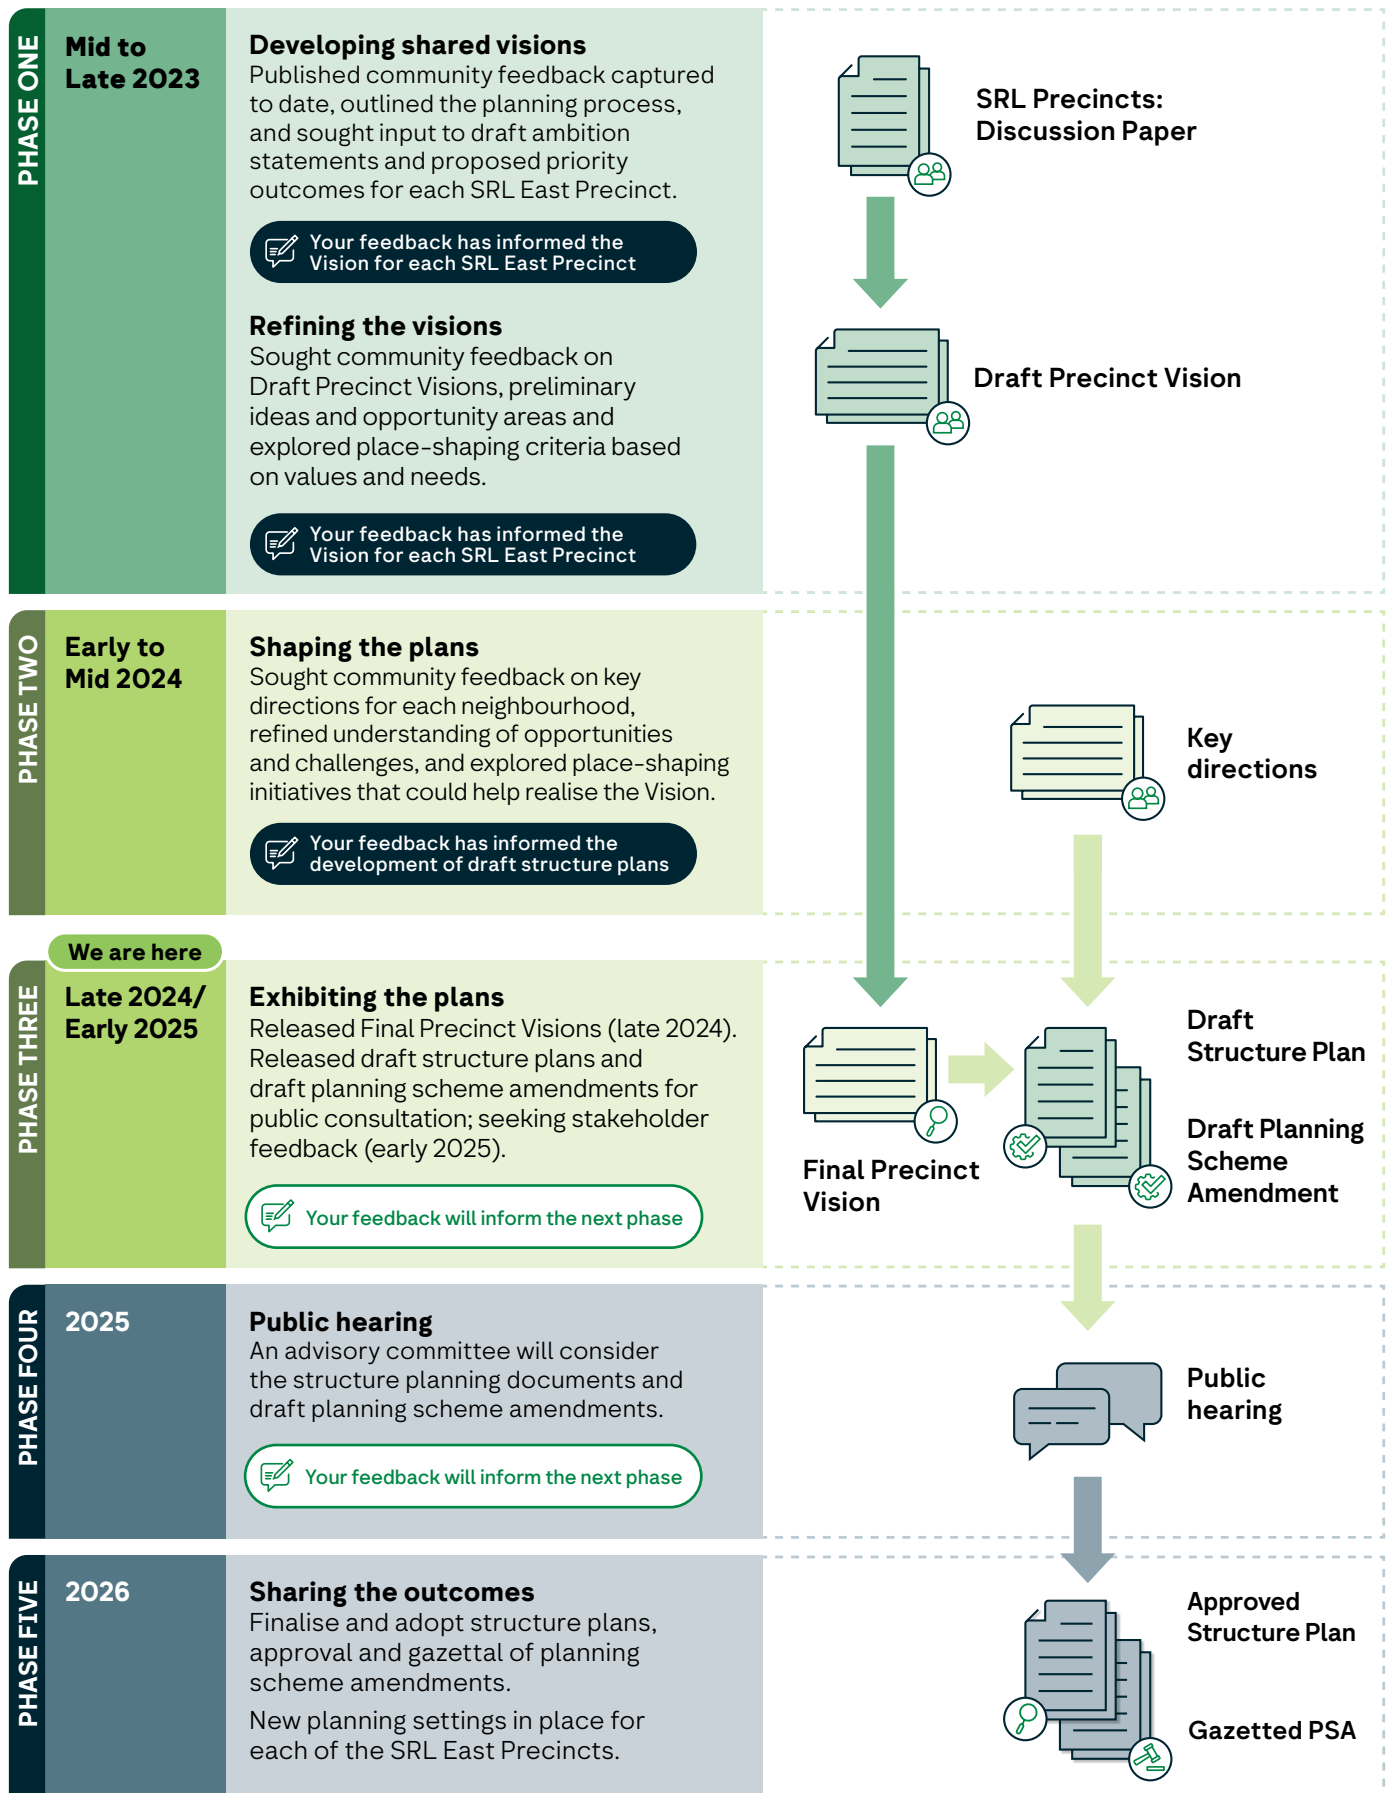 PHASE ONE
Mid to
Late 2023
Developing shared visions
Published community feedback captured
to date, outlined the planning process,
and sought input to draft ambition
statements and proposed priority
outcomes for each SRL East Precinct.
Your feedback has informed the
Vision for each SRL East Precinct
Refining the visions
Sought community feedback on
Draft Precinct Visions, preliminary
ideas and opportunity areas and
explored place-shaping criteria based
on values and needs.
Your feedback has informed the
Vision for each SRL East Precinct
SRL Precincts:
Discussion Paper
Draft Precinct Vision
PHASE TWO
Early to
Mid 2024
Shaping the plans
Sought community feedback on key
directions for each neighbourhood,
refined understanding of opportunities
and challenges, and explored place-shaping
initiatives that could help realise the Vision.
Your feedback has informed the
development of draft structure plans
Key
directions
We are here
PHASE THREE
Late 2024/
Early 2025
Exhibiting the plans
Released Final Precinct Visions (late 2024).
Released draft structure plans and
draft planning scheme amendments for
public consultation; seeking stakeholder
feedback (early 2025).
Your feedback will inform the next phase
Final Precinct
Vision
Draft
Structure Plan
Draft Planning
Scheme
Amendment
PHASE FOUR
2025
Public hearing
An advisory committee will consider
the structure planning documents and
draft planning scheme amendments.
Your feedback will inform the next phase
Public
hearing
PHASE FIVE
2026
Sharing the outcomes
Finalise and adopt structure plans,
approval and gazettal of planning
scheme amendments.
New planning settings in place for
each of the SRL East Precincts.
Approved
Structure Plan
Gazetted PSA